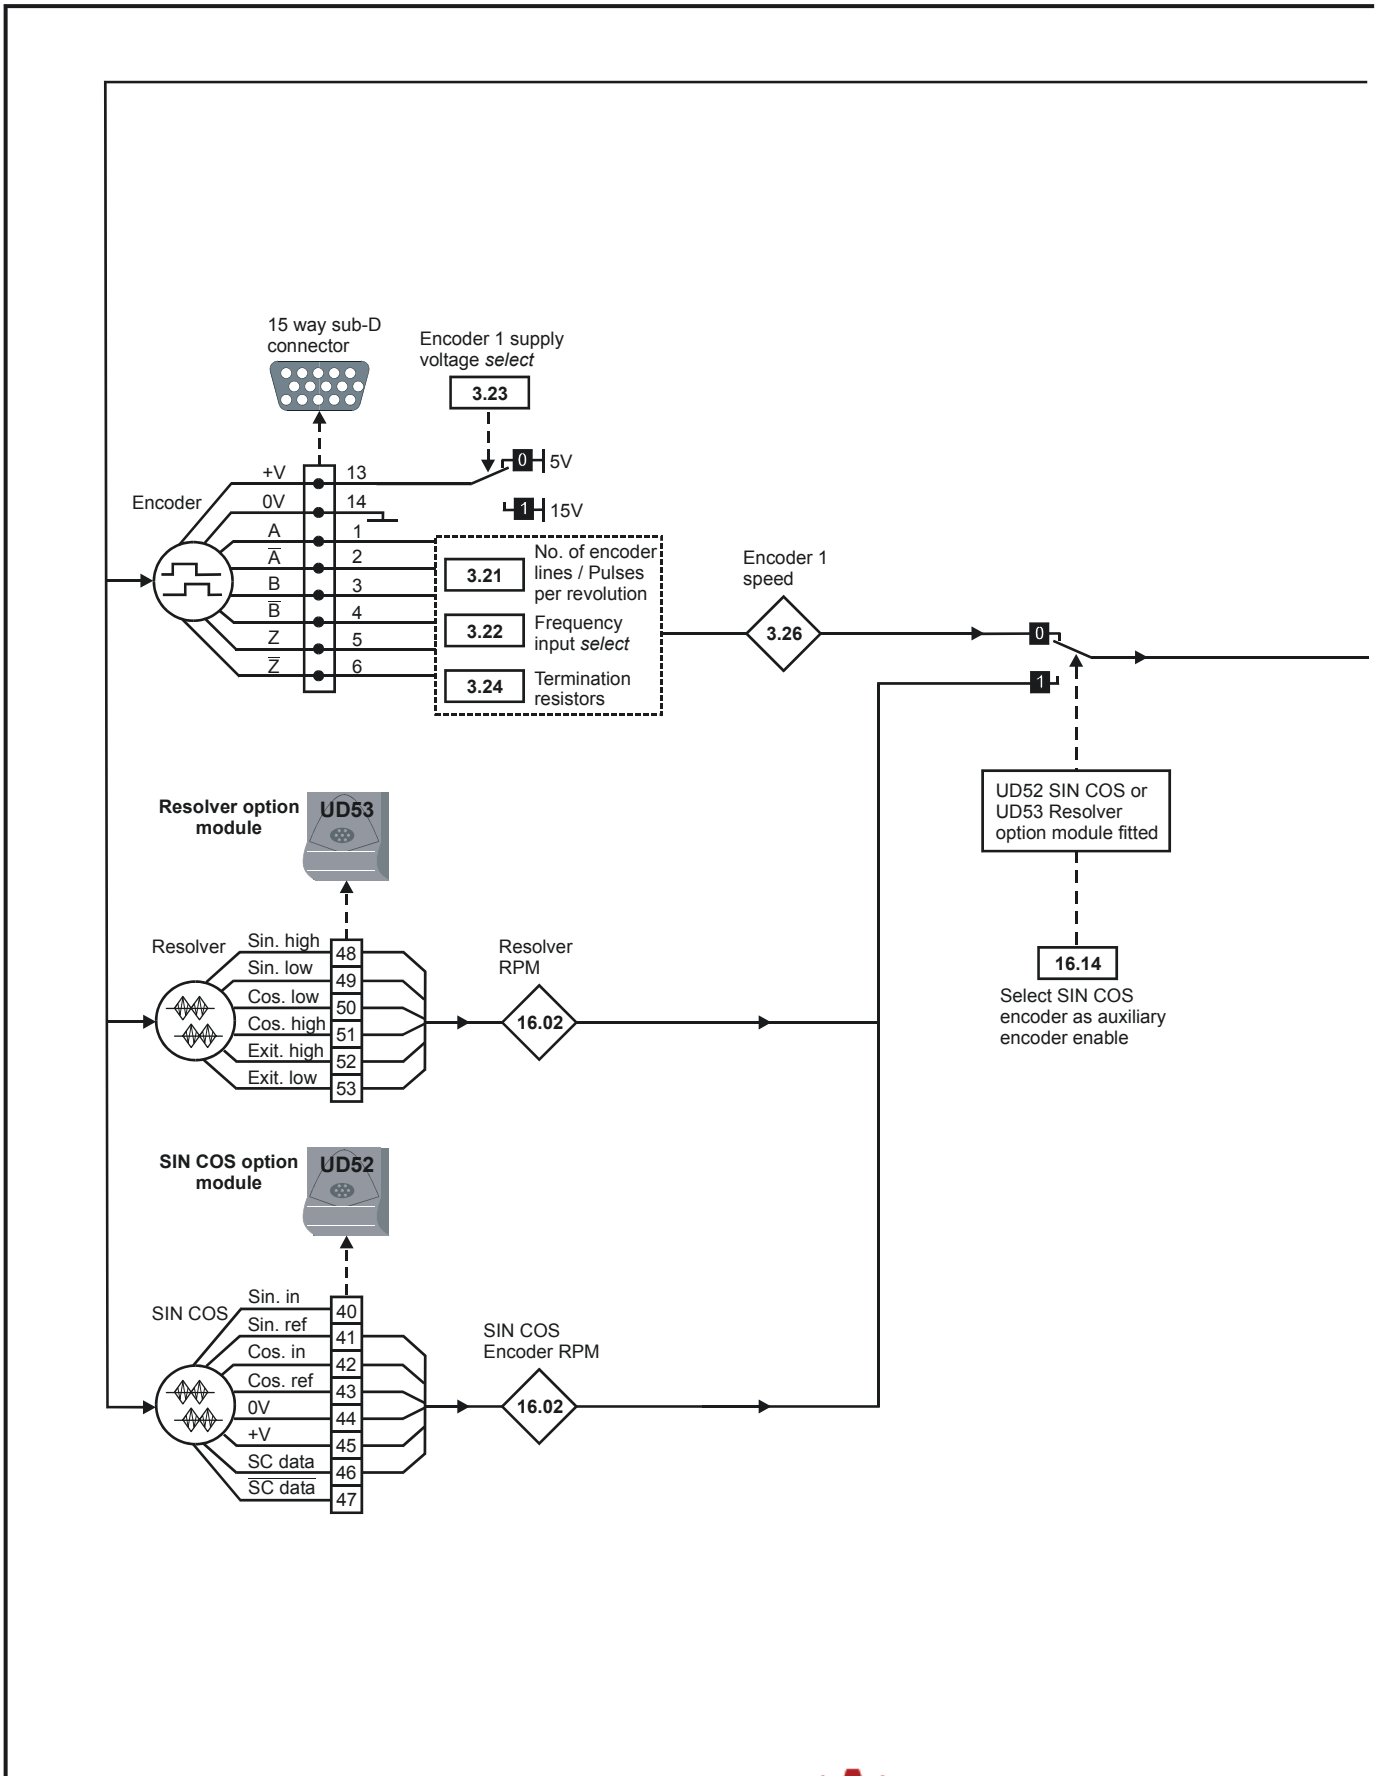 15 way sub-D
connector
Encoder 1 supply
voltage select
3.23
0 5V
1 15V
Encoder
+V 13
0V 14
A 1
A̅ 2
B 3
B̅ 4
Z 5
Z̅ 6
3.21
No. of encoder
lines / Pulses
per revolution
3.22
Frequency
input select
3.24
Termination
resistors
Encoder 1
speed
3.26
0
1
UD52 SIN COS or
UD53 Resolver
option module fitted
16.14
Select SIN COS
encoder as auxiliary
encoder enable
Resolver option
module
UD53
Resolver
Sin. high 48
Sin. low 49
Cos. low 50
Cos. high 51
Exit. high 52
Exit. low 53
Resolver
RPM
16.02
SIN COS option
module
UD52
SIN COS
Sin. in 40
Sin. ref 41
Cos. in 42
Cos. ref 43
0V 44
+V 45
SC data 46
S̅C̅ ̅d̅a̅t̅a̅ 47
SIN COS
Encoder RPM
16.02